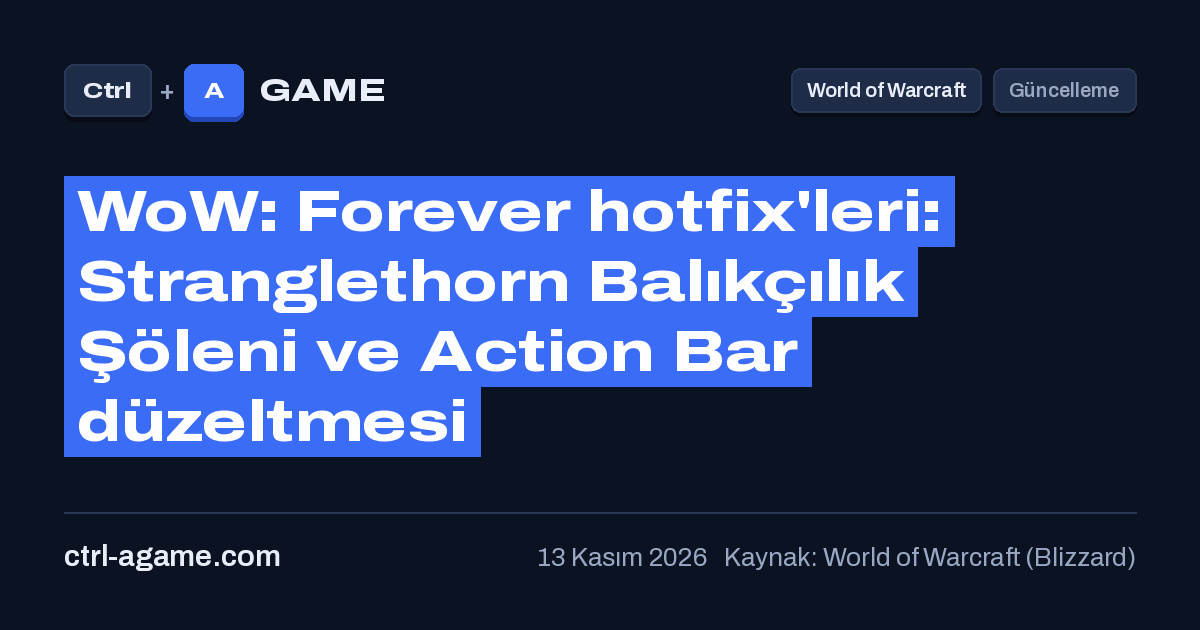 Ctrl + A GAME
World of Warcraft
Güncelleme
WoW: Forever hotfix'leri:
Stranglethorn Balıkçılık
Şöleni ve Action Bar
düzeltmesi
ctrl-agame.com
13 Kasım 2026 Kaynak: World of Warcraft (Blizzard)